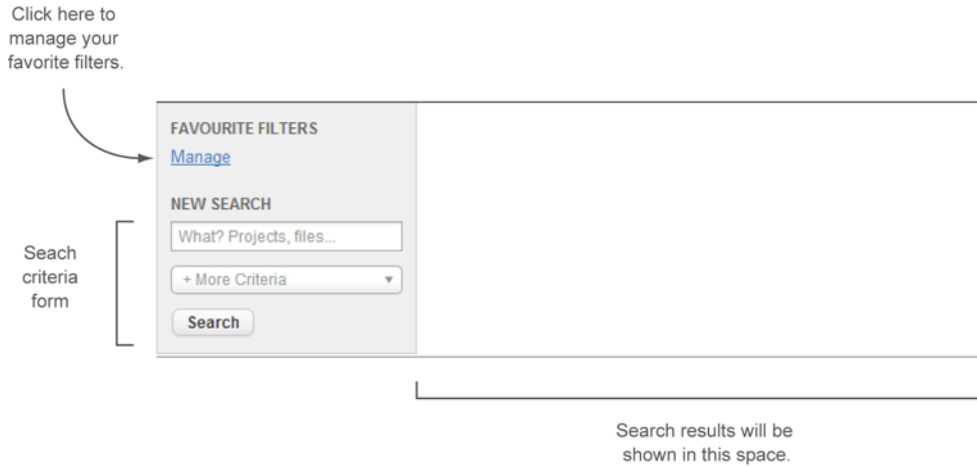 Click here to
manage your
favorite filters.
FAVOURITE FILTERS
Manage
NEW SEARCH
What? Projects, files...
+ More Criteria
Search
Seach
criteria
form
Search results will be
shown in this space.